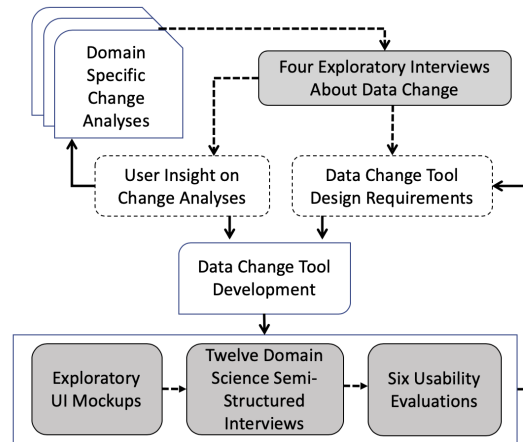 Domain
Specific
Change
Analyses
Four Exploratory Interviews
About Data Change
User Insight on
Change Analyses
Data Change Tool
Design Requirements
Data Change Tool
Development
Exploratory
UI Mockups
Twelve Domain
Science Semi-
Structured
Interviews
Six Usability
Evaluations